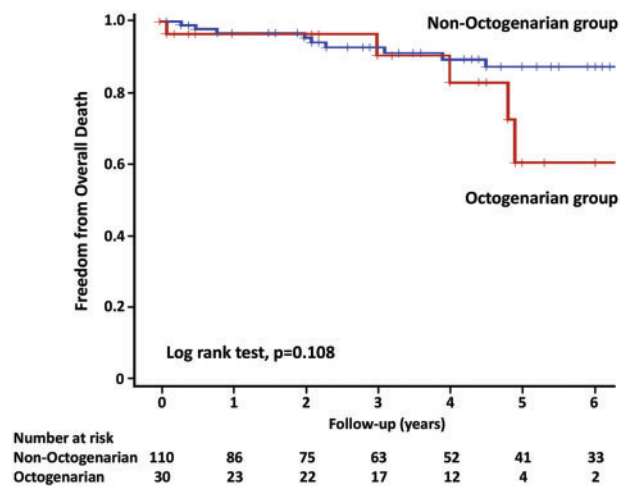 Freedom from Overall Death
1.0
0.8
0.6
0.4
0.2
0
Non-Octogenarian group
Octogenarian group
Log rank test, p=0.108
0 1 2 3 4 5 6
Follow-up (years)
Number at risk
Non-Octogenarian 110 86 75 63 52 41 33
Octogenarian 30 23 22 17 12 4 2